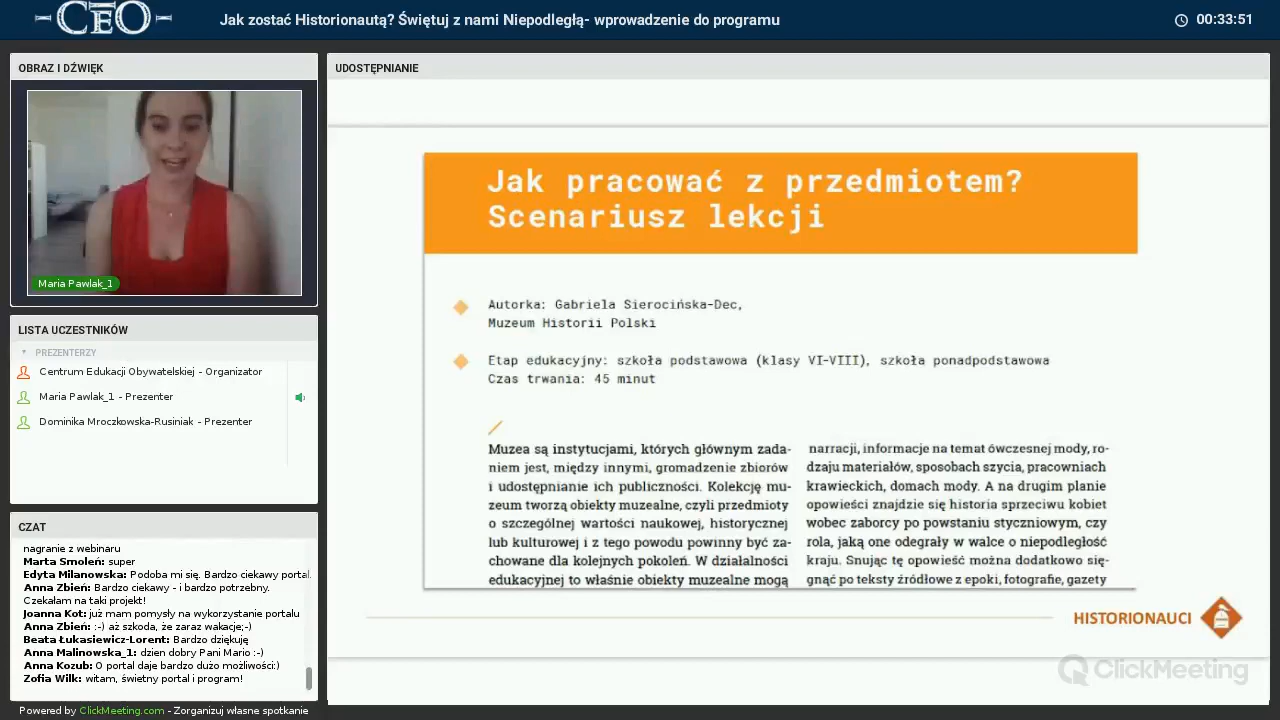 CEO
Jak zostać Historionautą? Świętuj z nami Niepodległą- wprowadzenie do programu
00:33:51
OBRAZ I DŹWIĘK
Maria Pawlak_1
LISTA UCZESTNIKÓW
PREZENTERZY
Centrum Edukacji Obywatelskiej - Organizator
Maria Pawlak_1 - Prezenter
Dominika Mroczkowska-Rusiniak - Prezenter
CZAT
nagranie z webinaru
Marta Smoleń: super
Edyta Milanowska: Podoba mi się. Bardzo ciekawy portal.
Anna Zbień: Bardzo ciekawy - i bardzo potrzebny.
Czekałam na taki projekt!
Joanna Kot: już mam pomysły na wykorzystanie portalu
Anna Zbień: :-) aż szkoda, że zaraz wakacje;-)
Beata Łukasiewicz-Lorent: Bardzo dziękuję
Anna Malinowska_1: dzien dobry Pani Mario :-)
Anna Kozub: O portal daje bardzo dużo możliwości:)
Zofia Wilk: witam, świetny portal i program!
Powered by ClickMeeting.com - Zorganizuj własne spotkanie
UDOSTĘPNIANIE
Jak pracować z przedmiotem?
Scenariusz lekcji
Autorka: Gabriela Sierocińska-Dec,
Muzeum Historii Polski
Etap edukacyjny: szkoła podstawowa (klasy VI-VIII), szkoła ponadpodstawowa
Czas trwania: 45 minut
Muzea są instytucjami, których głównym zada-
niem jest, między innymi, gromadzenie zbiorów
i udostępnianie ich publiczności. Kolekcję mu-
zeum tworzą obiekty muzealne, czyli przedmioty
o szczególnej wartości naukowej, historycznej
lub kulturowej i z tego powodu powinny być za-
chowane dla kolejnych pokoleń. W działalności
edukacyjnej to właśnie obiekty muzealne mogą
narracji, informacje na temat ówczesnej mody, ro-
dzaju materiałów, sposobach szycia, pracowniach
krawieckich, domach mody. A na drugim planie
opowieści znajdzie się historia sprzeciwu kobiet
wobec zaborcy po powstaniu styczniowym, czy
rola, jaką one odegrały w walce o niepodległość
kraju. Snując tę opowieść można dodatkowo się-
gnąć po teksty źródłowe z epoki, fotografie, gazety
HISTORIONAUCI
ClickMeeting